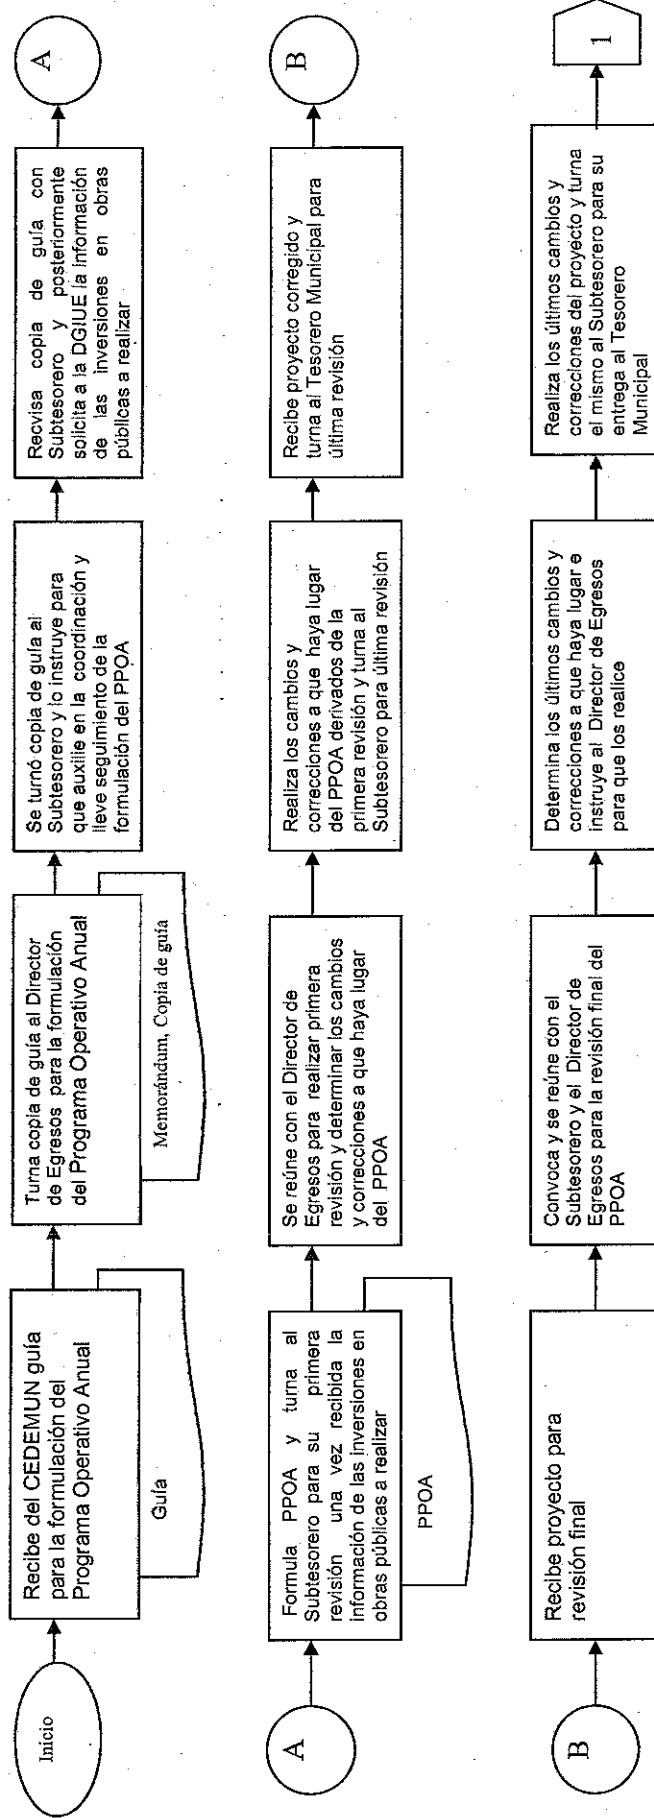 Inicio
Recibe del CEDEMUN guía
para la formulación del
Programa Operativo Anual
Guía
Turna copia de guía al Director
de Egresos para la formulación
del Programa Operativo Anual
Memorándum, Copia de guía
Se turnó copia de guía al
Subtesorero y lo instruye para
que auxilie en la coordinación y
lleve seguimiento de la
formulación del PPOA
Recvisa copia de guía con
Subtesorero y posteriormente
solicita a la DGIUE la información
de las inversiones en obras
públicas a realizar
A
A
Formula PPOA y turna al
Subtesorero para su primera
revisión una vez recibida la
información de las inversiones en
obras públicas a realizar
PPOA
Se reúne con el Director de
Egresos para realizar primera
revisión y determinar los cambios
y correcciones a que haya lugar
del PPOA
Realiza los cambios y
correcciones a que haya lugar
del PPOA derivados de la
primera revisión y turna al
Subtesorero para última revisión
Recibe proyecto corregido y
turna al Tesorero Municipal para
última revisión
B
B
Recibe proyecto para
revisión final
Convoca y se reúne con el
Subtesorero y el Director de
Egresos para la revisión final del
PPOA
Determina los últimos cambios y
correcciones a que haya lugar e
instruye al Director de Egresos
para que los realice
Realiza los últimos cambios y
correcciones del proyecto y turna
el mismo al Subtesorero para su
entrega al Tesorero
Municipal
1